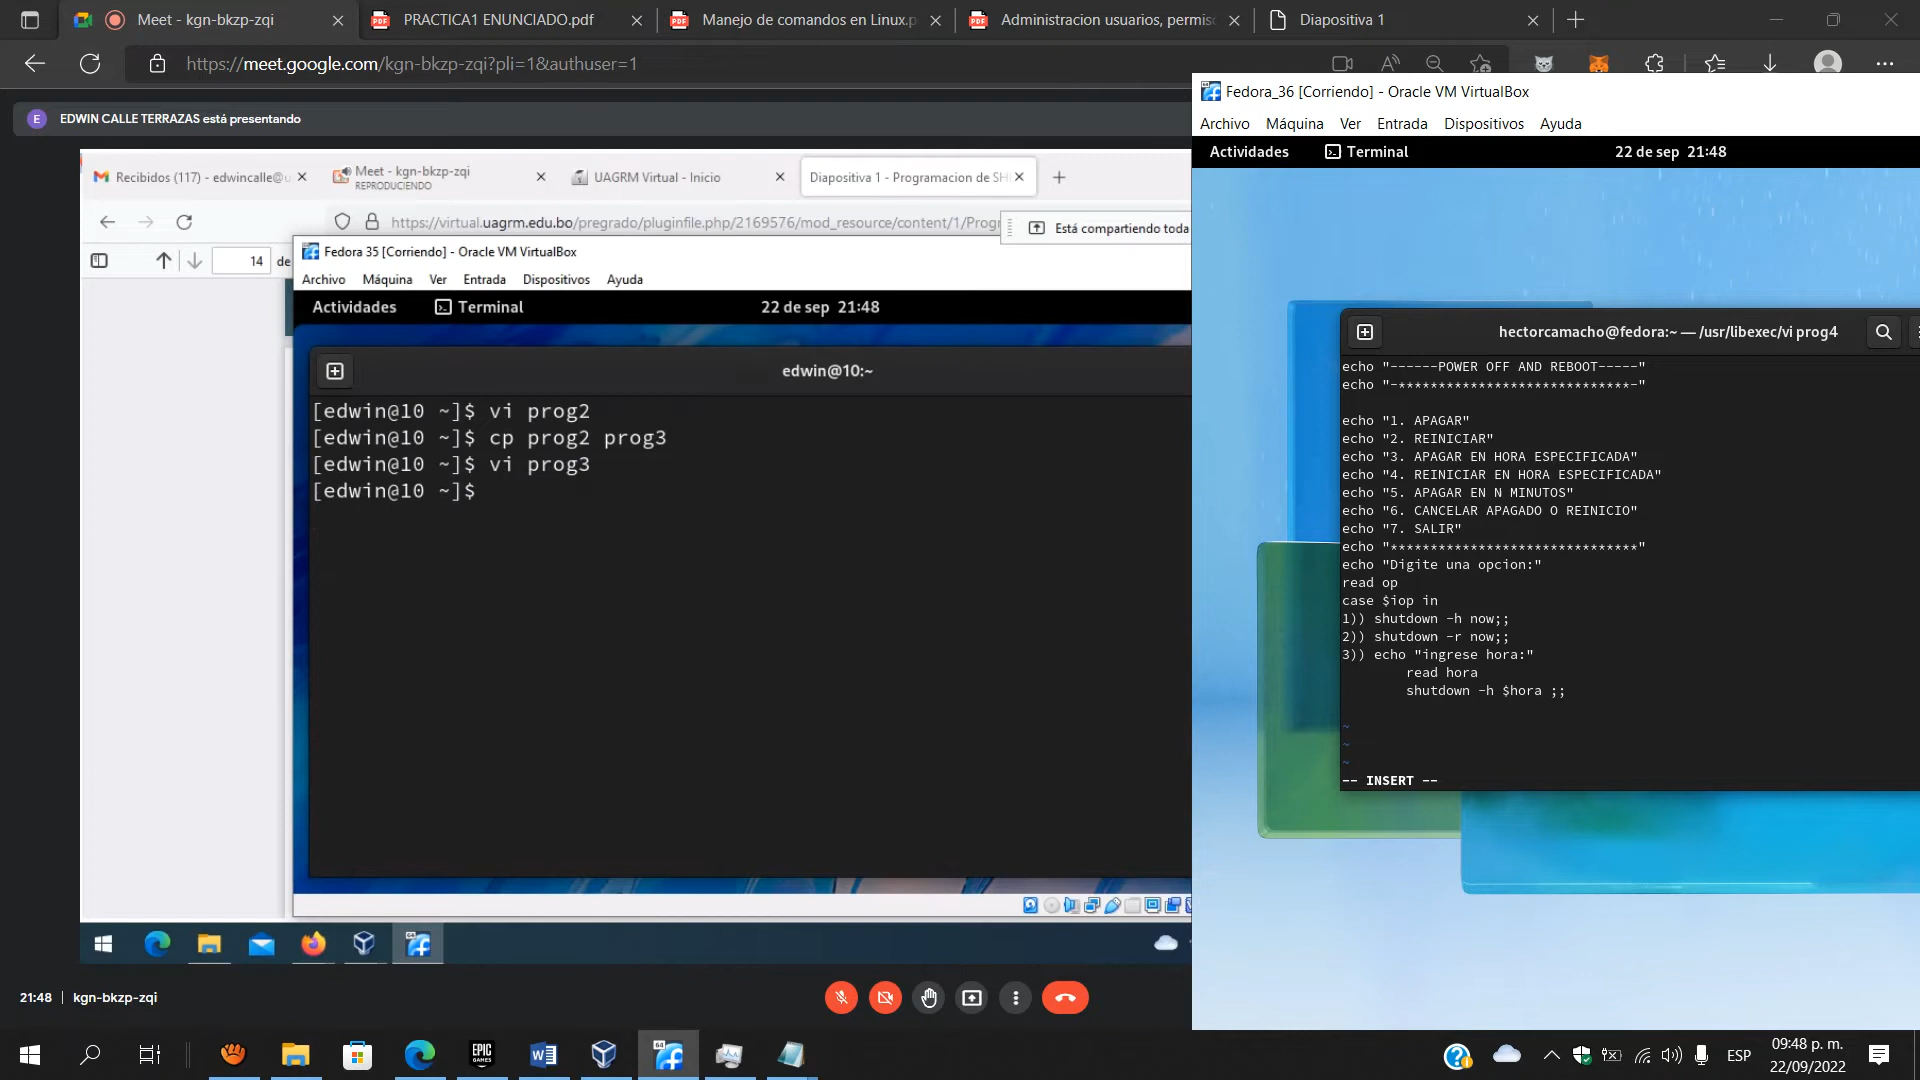 Meet - kgn-bkzp-zqi
PRACTICA1 ENUNCIADO.pdf
Manejo de comandos en Linux.p
Administracion usuarios, permiso
Diapositiva 1
https://meet.google.com/kgn-bkzp-zqi?pli=1&authuser=1
E
EDWIN CALLE TERRAZAS está presentando
Recibidos (117) - edwincalle@u
Meet - kgn-bkzp-zqi
REPRODUCIENDO
UAGRM Virtual - Inicio
Diapositiva 1 - Programacion de SH
https://virtual.uagrm.edu.bo/pregrado/pluginfile.php/2169576/mod_resource/content/1/Progr
Está compartiendo toda
14 de
Fedora 35 [Corriendo] - Oracle VM VirtualBox
Archivo Máquina Ver Entrada Dispositivos Ayuda
Actividades Terminal 22 de sep 21:48
edwin@10:~
[edwin@10 ~]$ vi prog2
[edwin@10 ~]$ cp prog2 prog3
[edwin@10 ~]$ vi prog3
[edwin@10 ~]$
Fedora_36 [Corriendo] - Oracle VM VirtualBox
Archivo Máquina Ver Entrada Dispositivos Ayuda
Actividades Terminal 22 de sep 21:48
hectorcamacho@fedora:~ — /usr/libexec/vi prog4
echo "------POWER OFF AND REBOOT-----"
echo "-*****************************-"
echo "1. APAGAR"
echo "2. REINICIAR"
echo "3. APAGAR EN HORA ESPECIFICADA"
echo "4. REINICIAR EN HORA ESPECIFICADA"
echo "5. APAGAR EN N MINUTOS"
echo "6. CANCELAR APAGADO O REINICIO"
echo "7. SALIR"
echo "*******************************"
echo "Digite una opcion:"
read op
case $iop in
1)) shutdown -h now;;
2)) shutdown -r now;;
3)) echo "ingrese hora:"
read hora
shutdown -h $hora ;;
~
~
~
-- INSERT --
21:48 | kgn-bkzp-zqi
EPIC GAMES
ESP
09:48 p. m.
22/09/2022